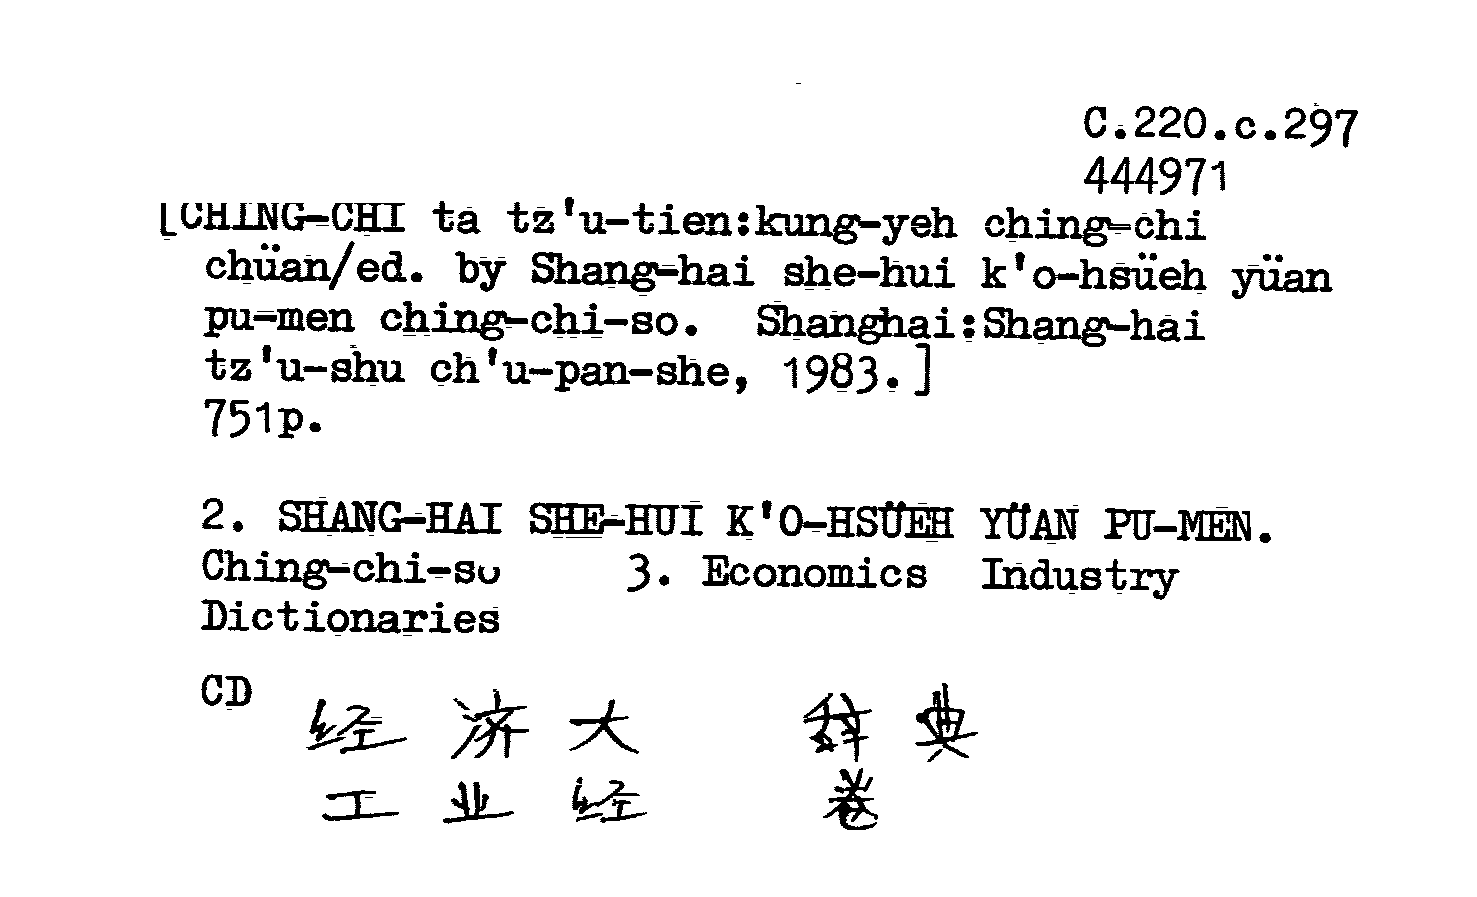 C.220.c.297
444971
[CHING-CHI ta tz'u-tien:kung-yeh ching-chi
chüan/ed. by Shang-hai she-hui k'o-hsüeh yüan
pu-men ching-chi-so. Shanghai:Shang-hai
tz'u-shu ch'u-pan-she, 1983.]
751p.
2. SHANG-HAI SHE-HUI K'O-HSÜEH YÜAN PU-MEN.
Ching-chi-so 3. Economics Industry
Dictionaries
CD
经济大 辞典
工业经 卷